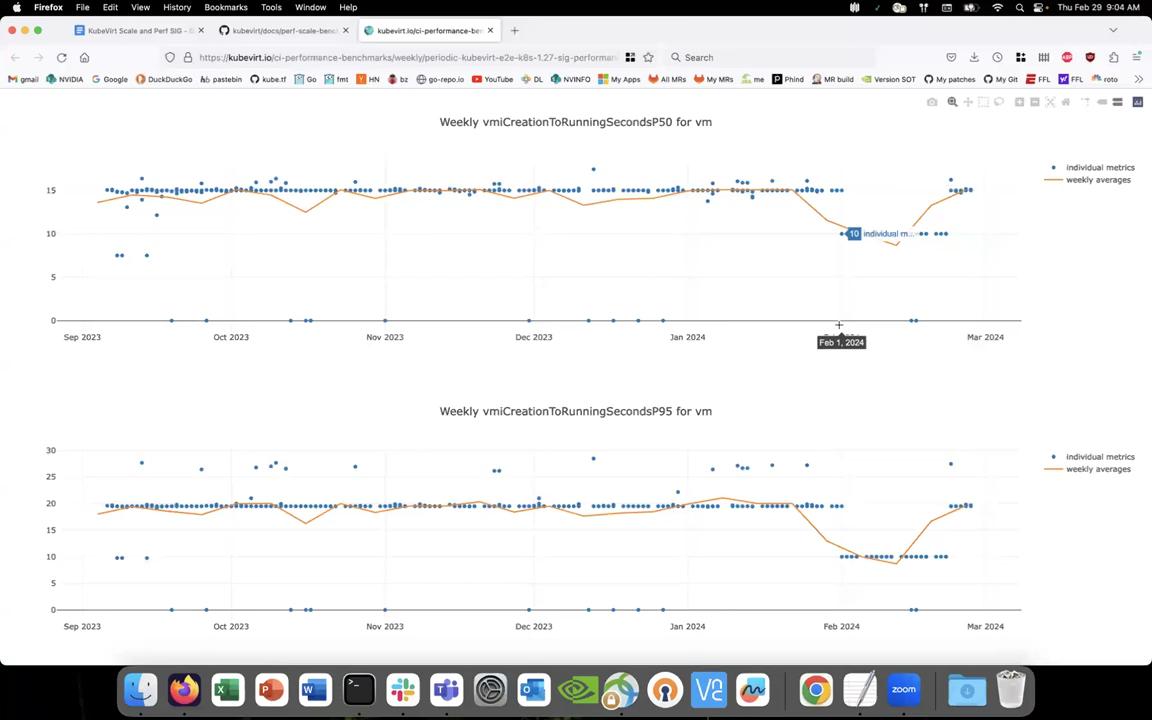 Firefox File Edit View History Bookmarks Tools Window Help Thu Feb 29 9:04 AM
KubeVirt Scale and Perf SIG - G kubevirt/docs/perf-scale-benc kubevirt.io/ci-performance-ben
https://kubevirt.io/ci-performance-benchmarks/weekly/periodic-kubevirt-e2e-k8s-1.27-sig-performan Search
gmail NVIDIA Google DuckDuckGo pastebin kube.tf Go fmt HN bz go-repo.io YouTube DL NVINFO My Apps All MRs My MRs me Phind MR build Version SOT My patches My Git FFL FFL roto
Weekly vmiCreationToRunningSecondsP50 for vm
individual metrics
weekly averages
15
10
5
0
10 individual m...
Sep 2023 Oct 2023 Nov 2023 Dec 2023 Jan 2024 Mar 2024
Feb 1, 2024
Weekly vmiCreationToRunningSecondsP95 for vm
individual metrics
weekly averages
30
25
20
15
10
5
0
Sep 2023 Oct 2023 Nov 2023 Dec 2023 Jan 2024 Feb 2024 Mar 2024
zoom